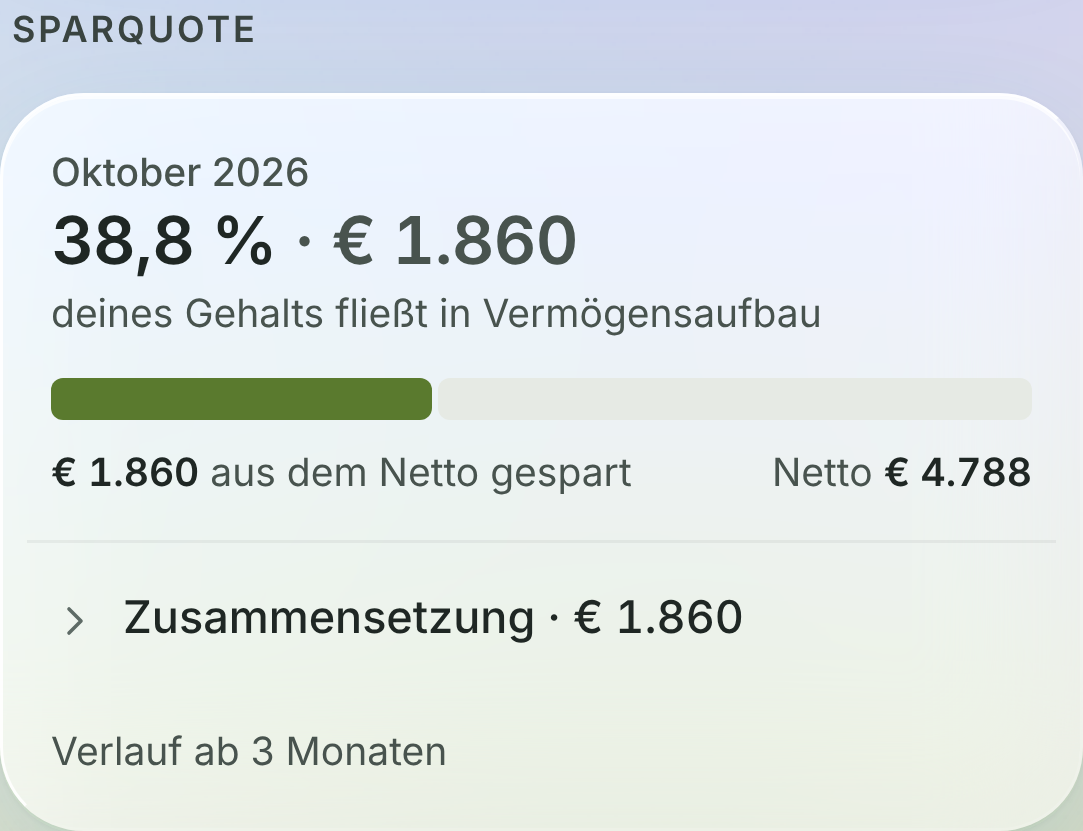 SPARQUOTE
Oktober 2026
38,8 % · € 1.860
deines Gehalts fließt in Vermögensaufbau
€ 1.860 aus dem Netto gespart Netto € 4.788
Zusammensetzung · € 1.860
Verlauf ab 3 Monaten